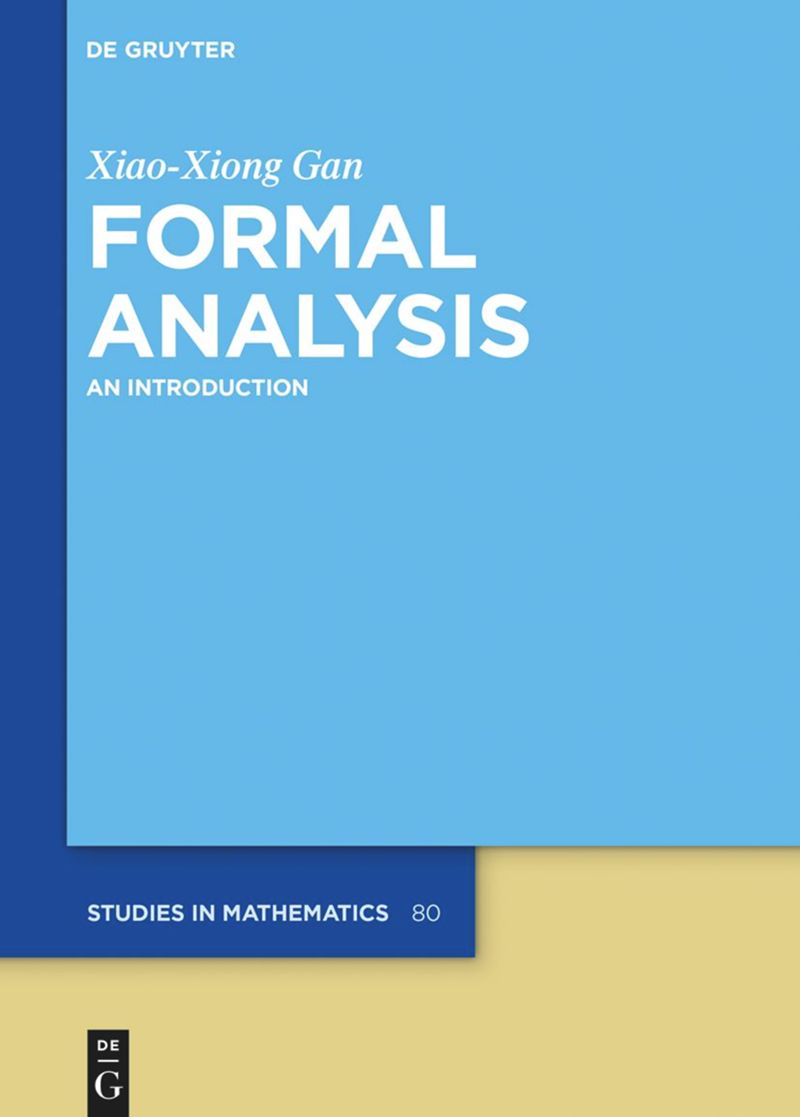 DE GRUYTER
Xiao-Xiong Gan
FORMAL
ANALYSIS
AN INTRODUCTION
STUDIES IN MATHEMATICS 80
DE
G